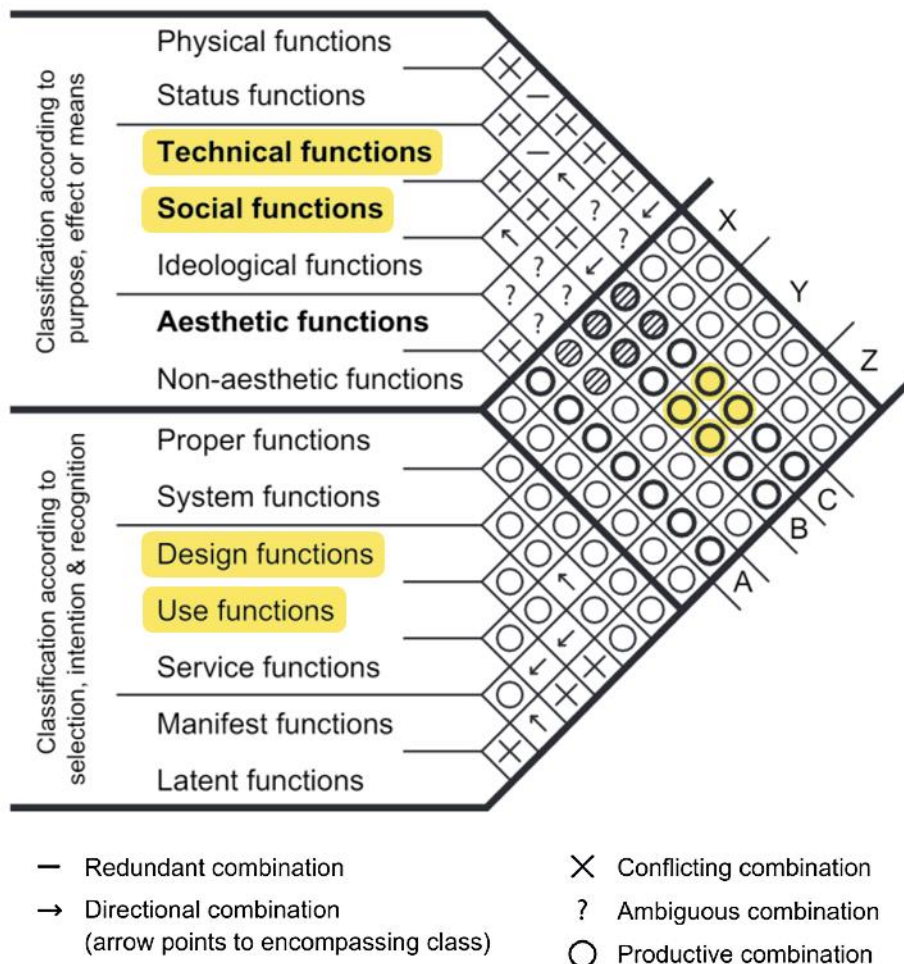 Classification according to
purpose, effect or means
Physical functions
Status functions
Technical functions
Social functions
Ideological functions
Aesthetic functions
Non-aesthetic functions
Classification according to
selection, intention & recognition
Proper functions
System functions
Design functions
Use functions
Service functions
Manifest functions
Latent functions
X
Y
Z
A
B
C
Redundant combination
Directional combination
(arrow points to encompassing class)
Conflicting combination
? Ambiguous combination
Productive combination